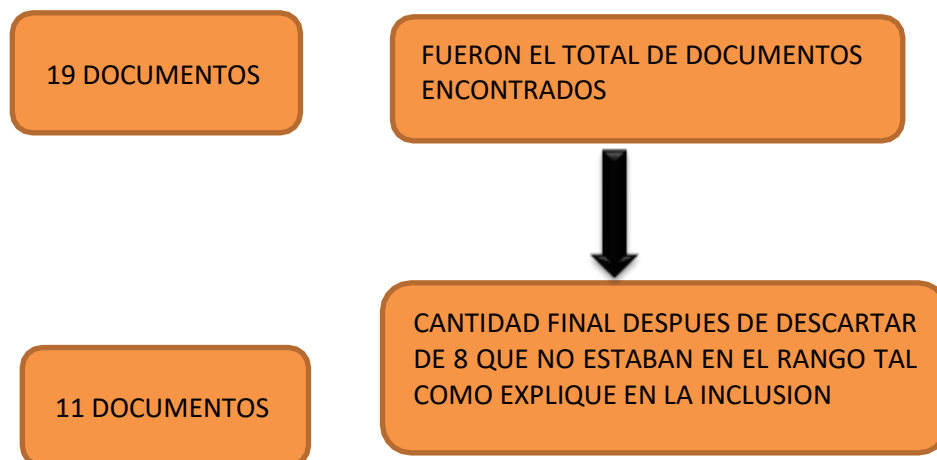 19 DOCUMENTOS
FUERON EL TOTAL DE DOCUMENTOS
ENCONTRADOS
CANTIDAD FINAL DESPUES DE DESCARTAR
DE 8 QUE NO ESTABAN EN EL RANGO TAL
COMO EXPLIQUE EN LA INCLUSION
11 DOCUMENTOS